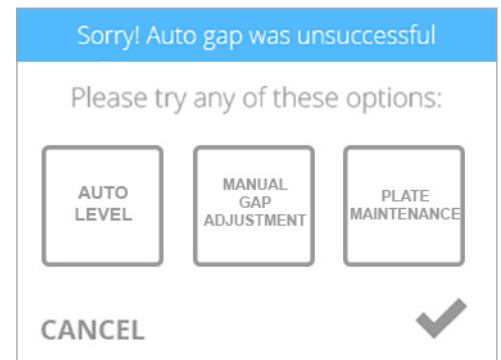 Sorry! Auto gap was unsuccessful
Please try any of these options:
AUTO
LEVEL
MANUAL
GAP
ADJUSTMENT
PLATE
MAINTENANCE
CANCEL